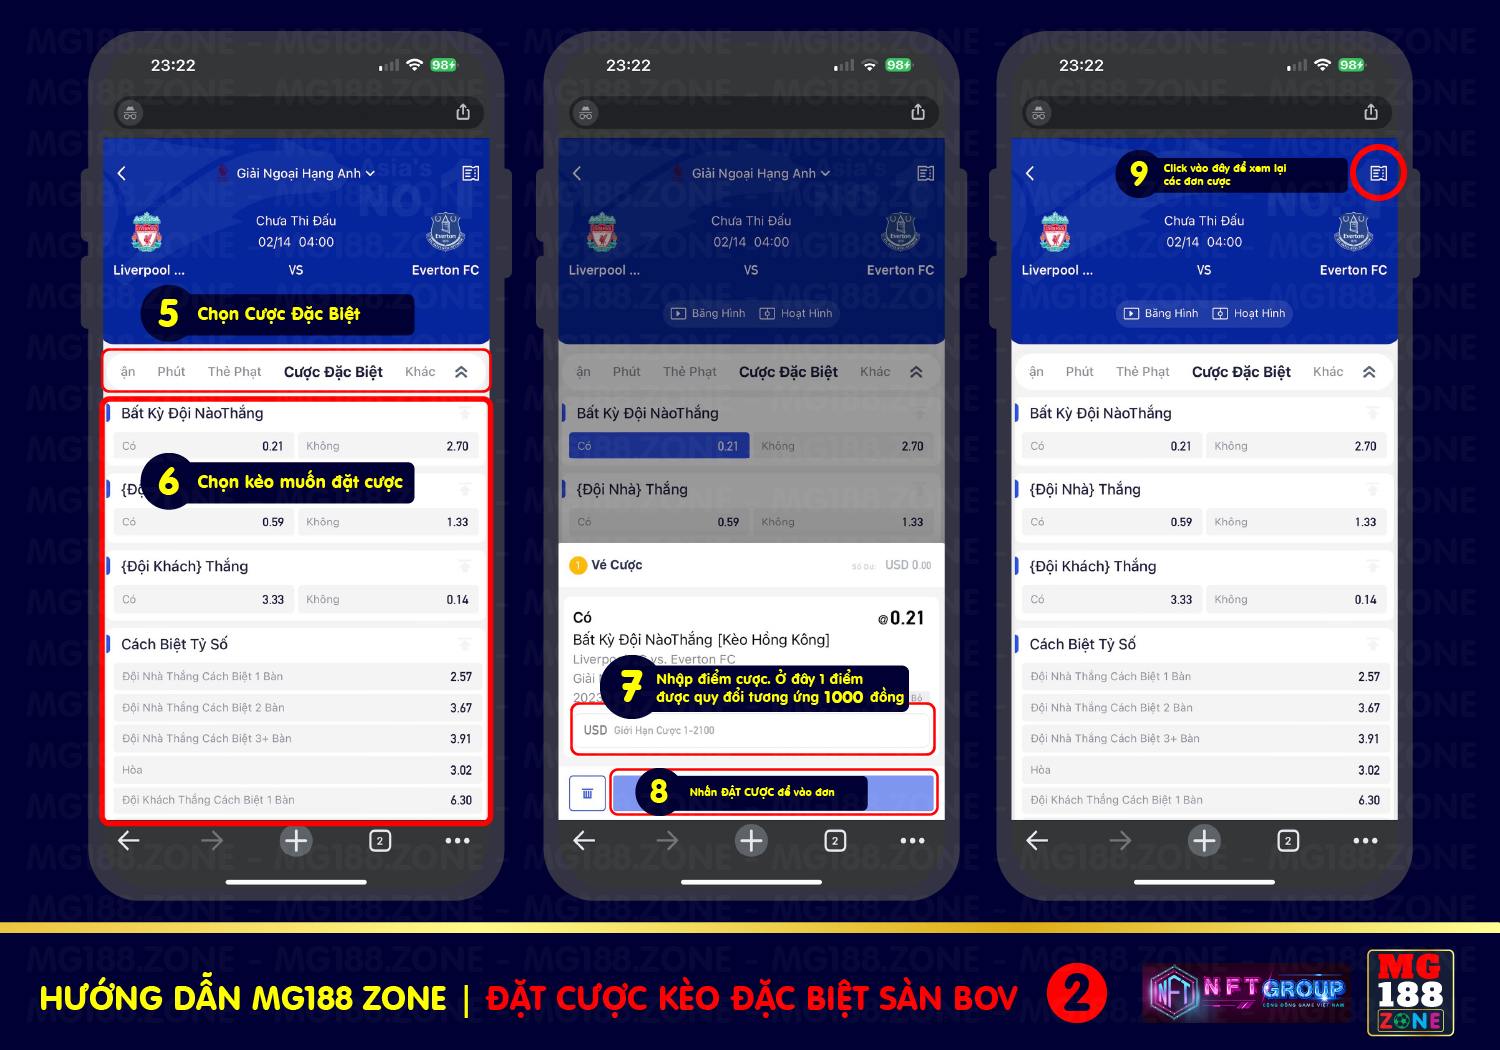 23:22
98
Giải Ngoại Hạng Anh
Chưa Thi Đấu
02/14 04:00
Liverpool ...
VS
Everton FC
5 Chọn Cược Đặc Biệt
ận Phút Thẻ Phạt Cược Đặc Biệt Khác
Bất Kỳ Đội NàoThắng
Có 0.21 Không 2.70
6 Chọn kèo muốn đặt cược
{Độ
Có 0.59 Không 1.33
{Đội Khách} Thắng
Có 3.33 Không 0.14
Cách Biệt Tỷ Số
Đội Nhà Thắng Cách Biệt 1 Bàn 2.57
Đội Nhà Thắng Cách Biệt 2 Bàn 3.67
Đội Nhà Thắng Cách Biệt 3+ Bàn 3.91
Hòa 3.02
Đội Khách Thắng Cách Biệt 1 Bàn 6.30
2
23:22
98
Giải Ngoại Hạng Anh
Chưa Thi Đấu
02/14 04:00
Liverpool ...
VS
Everton FC
Băng Hình Hoạt Hình
ận Phút Thẻ Phạt Cược Đặc Biệt Khác
Bất Kỳ Đội NàoThắng
Có 0.21 Không 2.70
{Đội Nhà} Thắng
Có 0.59 Không 1.33
1 Vé Cược Số Dư: USD 0.00
Có @0.21
Bất Kỳ Đội NàoThắng [Kèo Hồng Kông]
Liverpo vs. Everton FC
Giải
7 Nhập điểm cược. Ở đây 1 điểm
được quy đổi tương ứng 1000 đồng
2023 Bỏ
USD Giới Hạn Cược 1-2100
8 Nhấn ĐẶT CƯỢC để vào đơn
2
23:22
98
9 Click vào đây để xem lại
các đơn cược
Chưa Thi Đấu
02/14 04:00
Liverpool ...
VS
Everton FC
Băng Hình Hoạt Hình
ận Phút Thẻ Phạt Cược Đặc Biệt Khác
Bất Kỳ Đội NàoThắng
Có 0.21 Không 2.70
{Đội Nhà} Thắng
Có 0.59 Không 1.33
{Đội Khách} Thắng
Có 3.33 Không 0.14
Cách Biệt Tỷ Số
Đội Nhà Thắng Cách Biệt 1 Bàn 2.57
Đội Nhà Thắng Cách Biệt 2 Bàn 3.67
Đội Nhà Thắng Cách Biệt 3+ Bàn 3.91
Hòa 3.02
Đội Khách Thắng Cách Biệt 1 Bàn 6.30
2
HƯỚNG DẪN MG188 ZONE | ĐẶT CƯỢC KÈO ĐẶC BIỆT SÀN BOV 2
NFT NFTGROUP
CỘNG ĐỒNG GAME VIỆT NAM
MG
188
ZONE